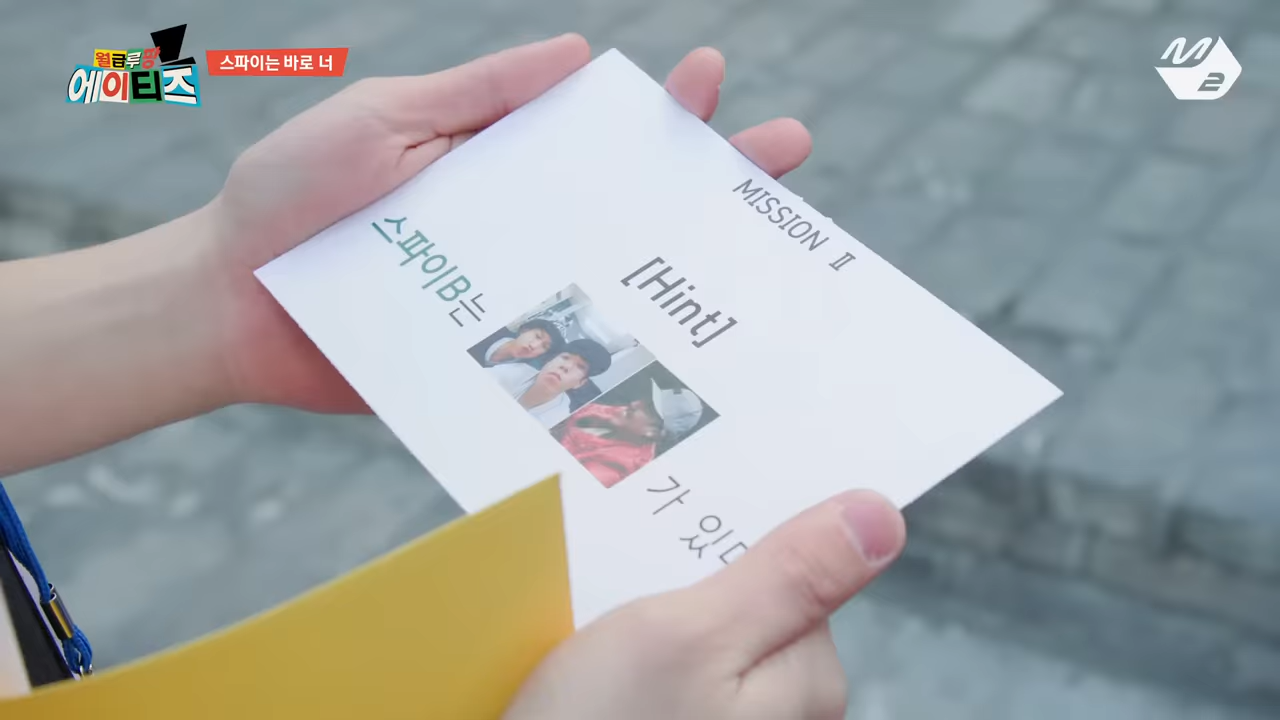 월급루팡
에이티즈
스파이는 바로 너
M2
MISSION Ⅱ
[Hint]
스파이B는
가 있